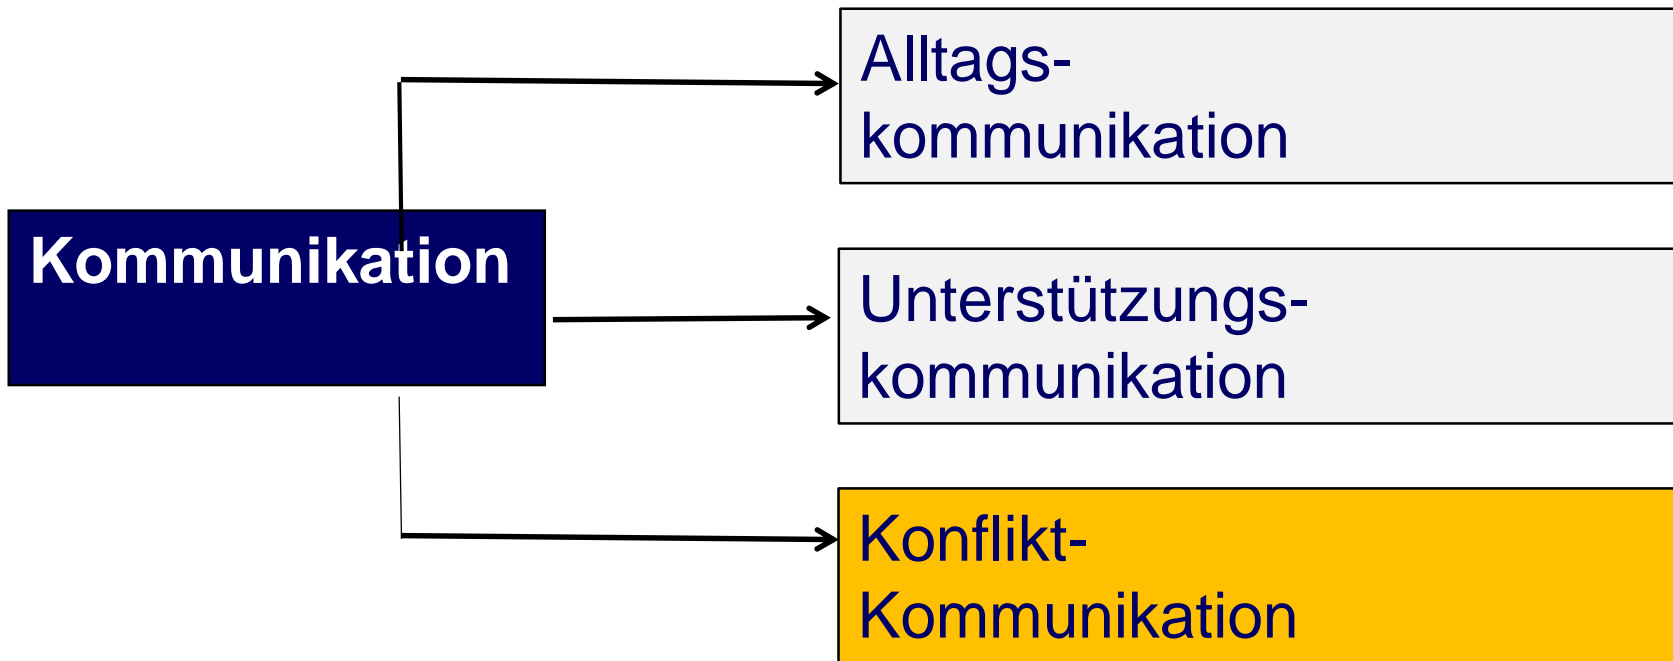 Alltags-
kommunikation
Kommunikation
Unterstützungs-
kommunikation
Konflikt-
Kommunikation